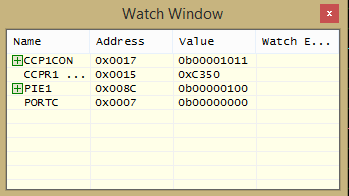 Watch Window
x
Name Address Value Watch E...
CCP1CON 0x0017 0b00001011
CCPR1 ... 0x0015 0xC350
PIE1 0x008C 0b00000100
PORTC 0x0007 0b00000000